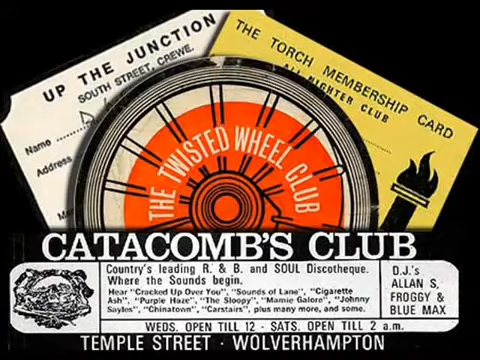 UP THE JUNCTION
SOUTH STREET, CREWE.
Name
Address
THE TORCH MEMBERSHIP CARD
ALL NIGHTER CLUB
THE TWISTED WHEEL CLUB
CATACOMB'S CLUB
Country's leading R. & B. and SOUL Discotheque.
Where the Sounds begin.
Hear "Cracked Up Over You", "Sounds of Lane", "Cigarette
Ash", "Purple Haze", "The Sloopy", "Mamie Galore", "Johnny
Sayles", "Chinatown", "Carstairs", plus many more, and some.
D.J.'s
ALLAN S,
FROGGY &
BLUE MAX
WEDS. OPEN TILL 12 - SATS. OPEN TILL 2 a.m.
TEMPLE STREET · WOLVERHAMPTON